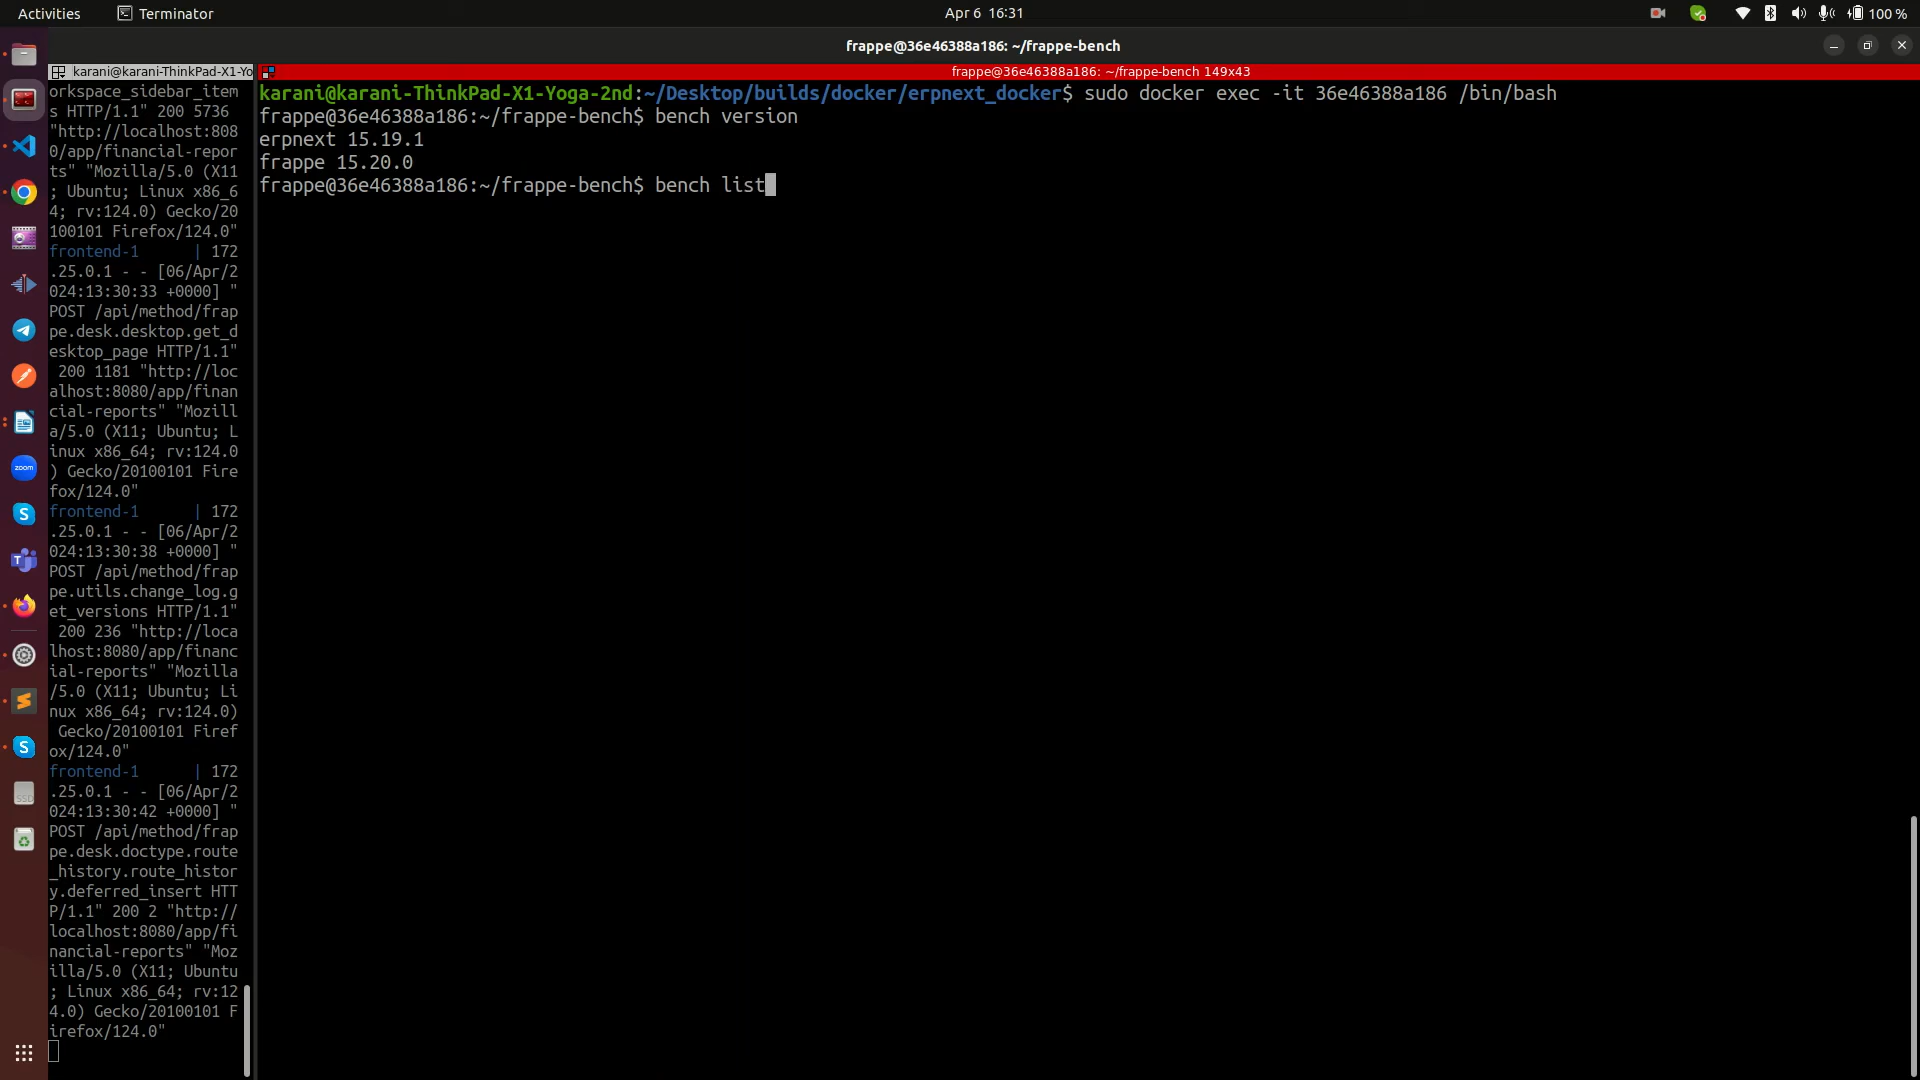 Activities
Terminator
Apr 6 16:31
100 %
frappe@36e46388a186: ~/frappe-bench
karani@karani-ThinkPad-X1-Yo
orkspace_sidebar_item
s HTTP/1.1" 200 5736
"http://localhost:808
0/app/financial-repor
ts" "Mozilla/5.0 (X11
; Ubuntu; Linux x86_6
4; rv:124.0) Gecko/20
100101 Firefox/124.0"
frontend-1 | 172
.25.0.1 - - [06/Apr/2
024:13:30:33 +0000] "
POST /api/method/frap
pe.desk.desktop.get_d
esktop_page HTTP/1.1"
200 1181 "http://loc
alhost:8080/app/finan
cial-reports" "Mozill
a/5.0 (X11; Ubuntu; L
inux x86_64; rv:124.0
) Gecko/20100101 Fire
fox/124.0"
frontend-1 | 172
.25.0.1 - - [06/Apr/2
024:13:30:38 +0000] "
POST /api/method/frap
pe.utils.change_log.g
et_versions HTTP/1.1"
200 236 "http://loca
lhost:8080/app/financ
ial-reports" "Mozilla
/5.0 (X11; Ubuntu; Li
nux x86_64; rv:124.0)
Gecko/20100101 Firef
ox/124.0"
frontend-1 | 172
.25.0.1 - - [06/Apr/2
024:13:30:42 +0000] "
POST /api/method/frap
pe.desk.doctype.route
_history.route_histor
y.deferred_insert HTT
P/1.1" 200 2 "http://
localhost:8080/app/fi
nancial-reports" "Moz
illa/5.0 (X11; Ubuntu
; Linux x86_64; rv:12
4.0) Gecko/20100101 F
irefox/124.0"
frappe@36e46388a186: ~/frappe-bench 149x43
karani@karani-ThinkPad-X1-Yoga-2nd:~/Desktop/builds/docker/erpnext_docker$ sudo docker exec -it 36e46388a186 /bin/bash
frappe@36e46388a186:~/frappe-bench$ bench version
erpnext 15.19.1
frappe 15.20.0
frappe@36e46388a186:~/frappe-bench$ bench list
zoom
SSD